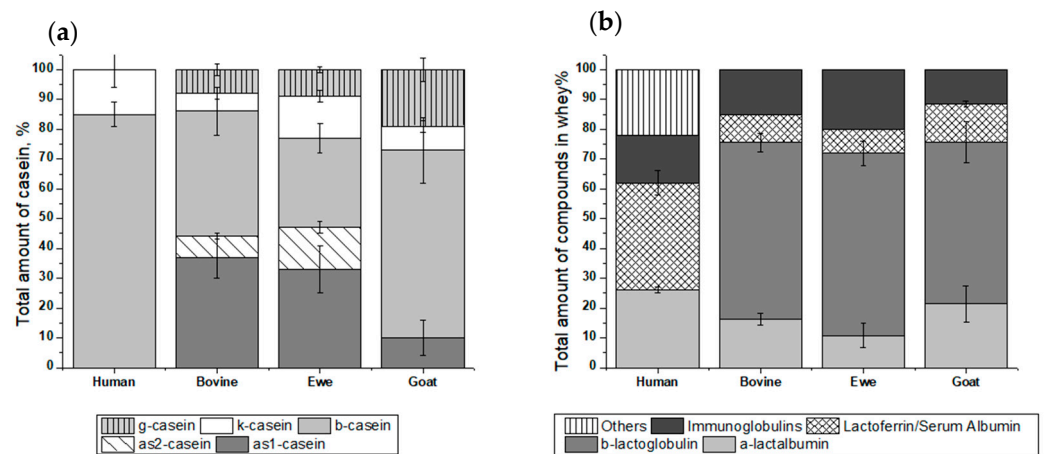 (a)
Total amount of casein, %
100
90
80
70
60
50
40
30
20
10
0
Human Bovine Ewe Goat
g-casein k-casein b-casein
as2-casein as1-casein
(b)
Total amount of compounds in whey%
100
90
80
70
60
50
40
30
20
10
0
Human Bovine Ewe Goat
Others Immunoglobulins Lactoferrin/Serum Albumin
b-lactoglobulin a-lactalbumin